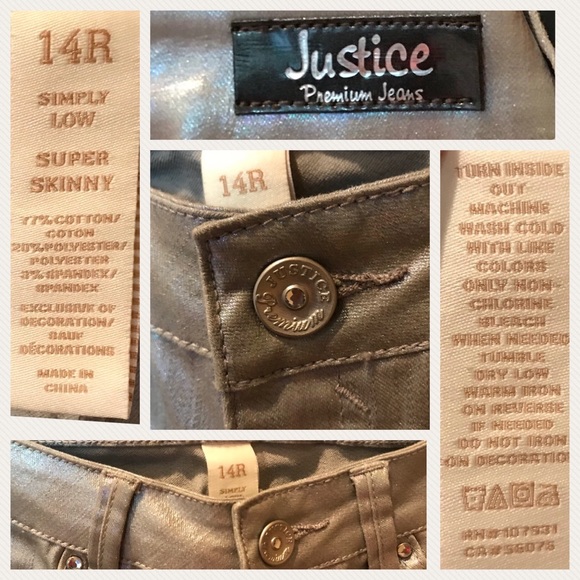 14R
SIMPLY
LOW
SUPER
SKINNY
77% COTTON/
COTON
20% POLYESTER/
POLYESTER
3% SPANDEX/
SPANDEX
EXCLUSIVE OF
DECORATION/
SAUF
DÉCORATIONS
MADE IN
CHINA
Justice
Premium Jeans
14R
JUSTICE
Premium
TURN INSIDE
OUT
MACHINE
WASH COLD
WITH LIKE
COLORS
ONLY NON-
CHLORINE
BLEACH
WHEN NEEDED
TUMBLE
DRY LOW
WARM IRON
ON REVERSE
IF NEEDED
DO NOT IRON
ON DECORATION
RN#107931
CA#56075
14R
SIMPLY